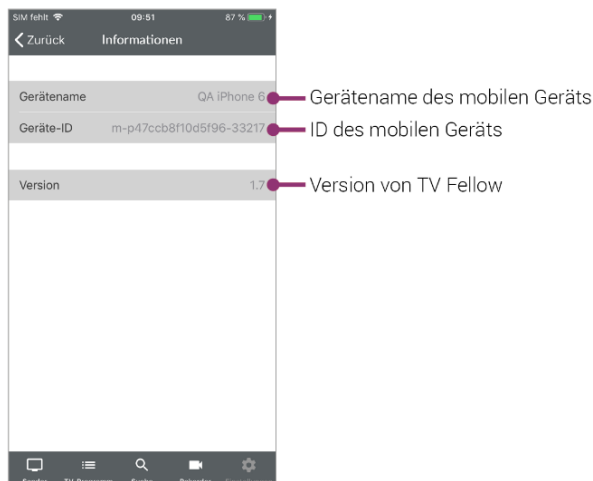 SIM fehlt 09:51 87 %
Zurück Informationen
Gerätename QA iPhone 6 Gerätename des mobilen Geräts
Geräte-ID m-p47ccb8f10d5f96-33217 ID des mobilen Geräts
Version 1.7 Version von TV Fellow